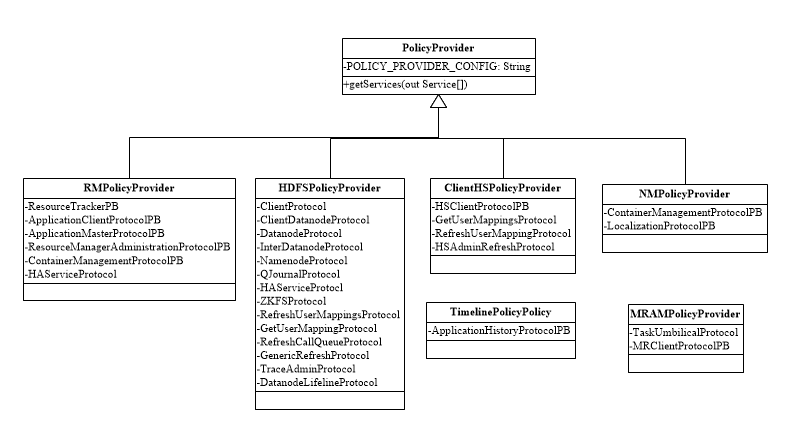 PolicyProvider
-POLICY_PROVIDER_CONFIG: String
+getServices(out Service[])
RMPolicyProvider
-ResourceTrackerPB
-ApplicationClientProtocolPB
-ApplicationMasterProtocolPB
-ResourceManagerAdministrationProtocolPB
-ContainerManagementProtocolPB
-HAServiceProtocol
HDFSPolicyProvider
-ClientProtocol
-ClientDatanodeProtocol
-DatanodeProtocol
-InterDatanodeProtocol
-NamenodeProtocol
-QJournalProtocol
-HAServiceProtocl
-ZKFSProtocol
-RefreshUserMappingsProtocol
-GetUserMappingProtocol
-RefreshCallQueueProtocol
-GenericRefreshProtocol
-TraceAdminProtocol
-DatanodeLifelineProtocol
ClientHSPolicyProvider
-HSClientProtocolPB
-GetUserMappingsProtocol
-RefreshUserMappingProtocol
-HSAdminRefreshProtocol
NMPolicyProvider
-ContainerManagementProtocolPB
-LocalizationProtocolPB
TimelinePolicyPolicy
-ApplicationHistoryProtocolPB
MRAMPolicyProvider
-TaskUmbilicalProtocol
-MRClientProtocolPB